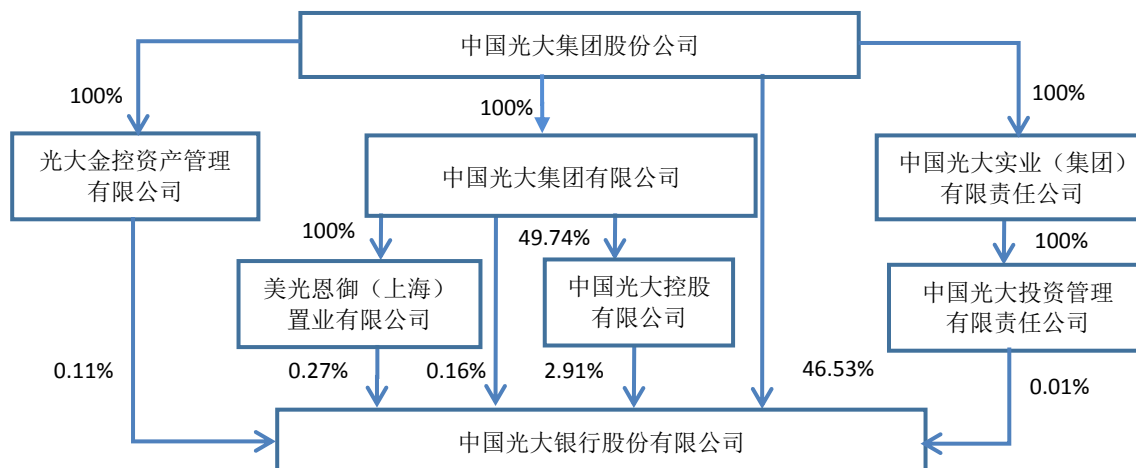 中国光大集团股份公司
100%
100%
100%
光大金控资产管理
有限公司
中国光大集团有限公司
中国光大实业（集团）
有限责任公司
100%
49.74%
100%
美光恩御（上海）
置业有限公司
中国光大控股
有限公司
中国光大投资管理
有限责任公司
0.11%
0.27%
0.16%
2.91%
46.53%
0.01%
中国光大银行股份有限公司